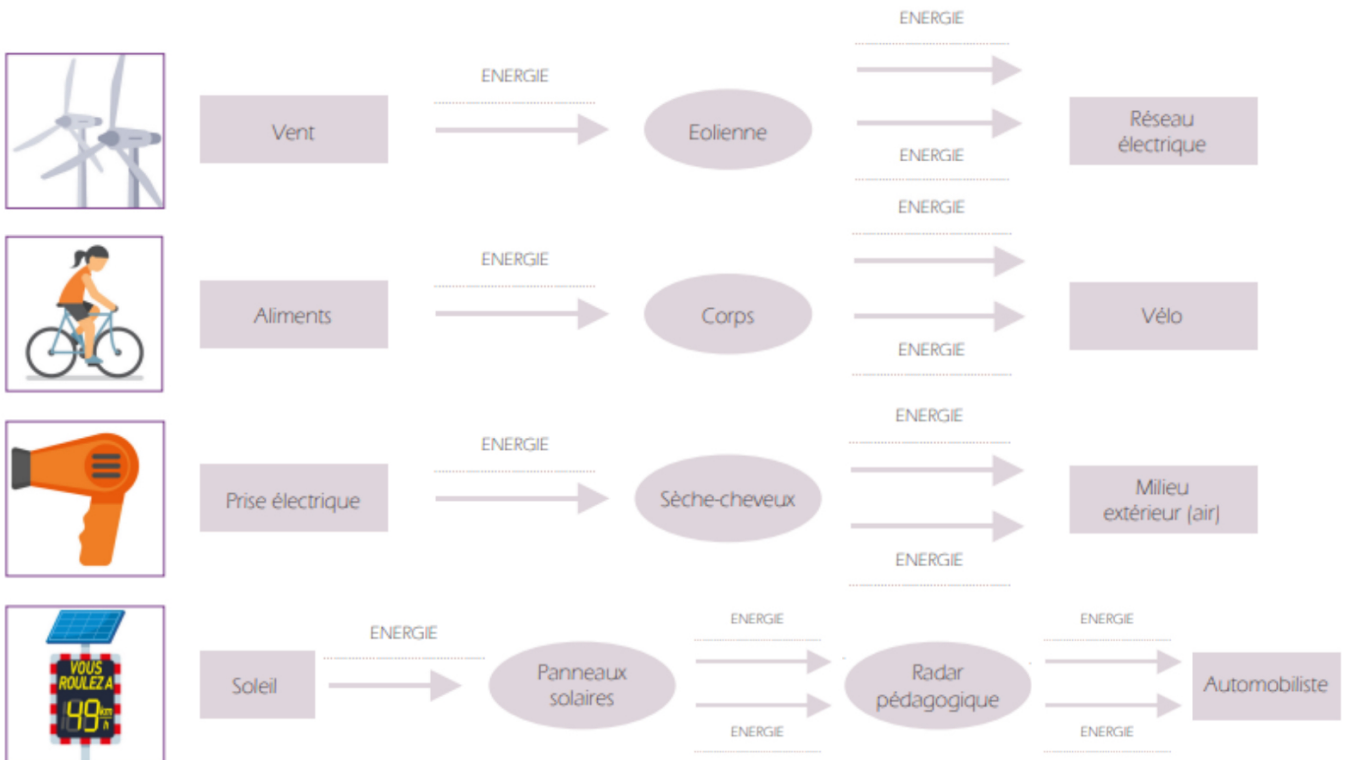 ENERGIE
ENERGIE
Vent
Eolienne
Réseau
électrique
ENERGIE
ENERGIE
ENERGIE
Aliments
Corps
Vélo
ENERGIE
ENERGIE
ENERGIE
Prise électrique
Sèche-cheveux
Milieu
extérieur (air)
ENERGIE
ENERGIE
ENERGIE
ENERGIE
VOUS
ROULEZ A
49 km
h
Soleil
Panneaux
solaires
Radar
pédagogique
Automobiliste
ENERGIE
ENERGIE